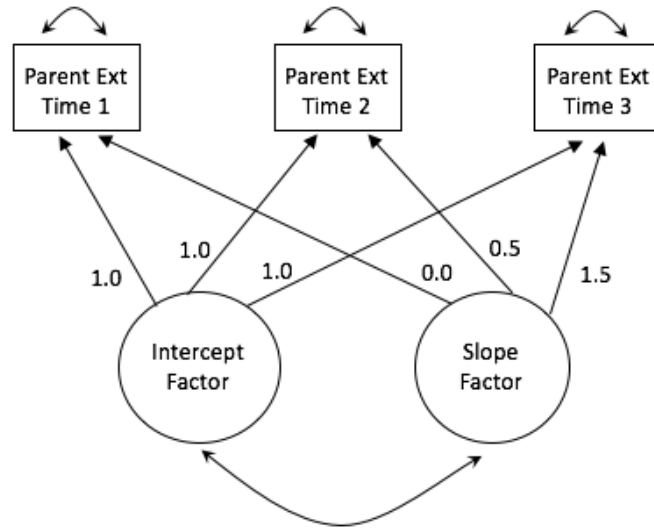 Parent Ext
Time 1
Parent Ext
Time 2
Parent Ext
Time 3
1.0
1.0
1.0
0.0
0.5
1.5
Intercept
Factor
Slope
Factor